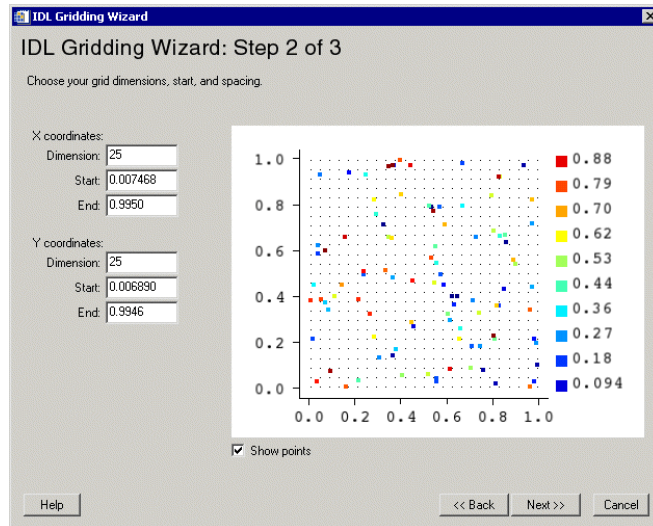 IDL Gridding Wizard
IDL Gridding Wizard: Step 2 of 3
Choose your grid dimensions, start, and spacing.
X coordinates:
Dimension: 25
Start: 0.007468
End: 0.9950
Y coordinates:
Dimension: 25
Start: 0.006890
End: 0.9946
1.0
0.8
0.6
0.4
0.2
0.0
0.0 0.2 0.4 0.6 0.8 1.0
0.88
0.79
0.70
0.62
0.53
0.44
0.36
0.27
0.18
0.094
Show points
Help << Back Next >> Cancel